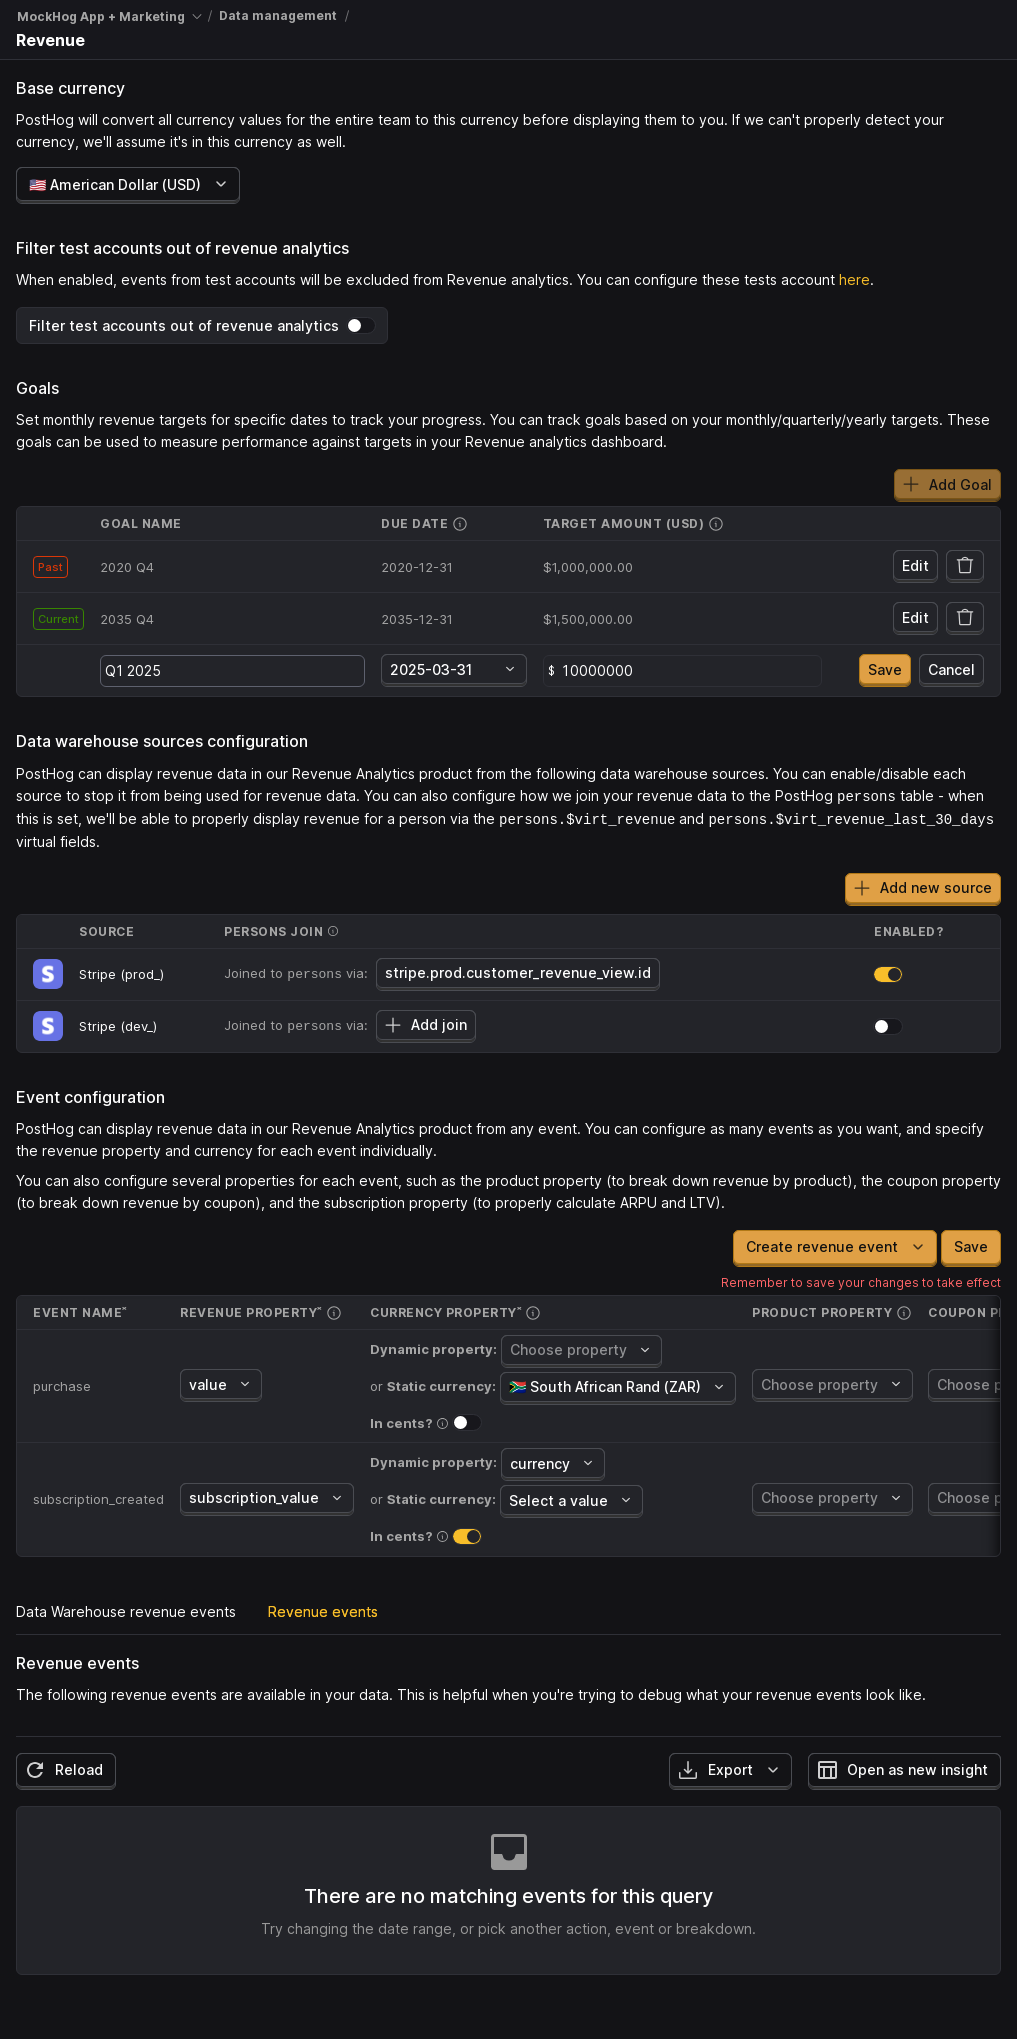 MockHog App + Marketing / Data management /
Revenue
Base currency
PostHog will convert all currency values for the entire team to this currency before displaying them to you. If we can't properly detect your
currency, we'll assume it's in this currency as well.
🇺🇸 American Dollar (USD)
Filter test accounts out of revenue analytics
When enabled, events from test accounts will be excluded from Revenue analytics. You can configure these tests account here.
Filter test accounts out of revenue analytics
Goals
Set monthly revenue targets for specific dates to track your progress. You can track goals based on your monthly/quarterly/yearly targets. These
goals can be used to measure performance against targets in your Revenue analytics dashboard.
Add Goal
GOAL NAME DUE DATE TARGET AMOUNT (USD)
Past 2020 Q4 2020-12-31 $1,000,000.00 Edit
Current 2035 Q4 2035-12-31 $1,500,000.00 Edit
Q1 2025 2025-03-31 $ 10000000 Save Cancel
Data warehouse sources configuration
PostHog can display revenue data in our Revenue Analytics product from the following data warehouse sources. You can enable/disable each
source to stop it from being used for revenue data. You can also configure how we join your revenue data to the PostHog persons table - when
this is set, we'll be able to properly display revenue for a person via the persons.$virt_revenue and persons.$virt_revenue_last_30_days
virtual fields.
Add new source
SOURCE PERSONS JOIN ENABLED?
S Stripe (prod_) Joined to persons via: stripe.prod.customer_revenue_view.id
S Stripe (dev_) Joined to persons via: Add join
Event configuration
PostHog can display revenue data in our Revenue Analytics product from any event. You can configure as many events as you want, and specify
the revenue property and currency for each event individually.
You can also configure several properties for each event, such as the product property (to break down revenue by product), the coupon property
(to break down revenue by coupon), and the subscription property (to properly calculate ARPU and LTV).
Create revenue event Save
Remember to save your changes to take effect
EVENT NAME* REVENUE PROPERTY* CURRENCY PROPERTY* PRODUCT PROPERTY COUPON P
Dynamic property: Choose property
purchase value or Static currency: 🇿🇦 South African Rand (ZAR) Choose property Choose p
In cents?
Dynamic property: currency
subscription_created subscription_value or Static currency: Select a value Choose property Choose p
In cents?
Data Warehouse revenue events Revenue events
Revenue events
The following revenue events are available in your data. This is helpful when you're trying to debug what your revenue events look like.
Reload Export Open as new insight
There are no matching events for this query
Try changing the date range, or pick another action, event or breakdown.